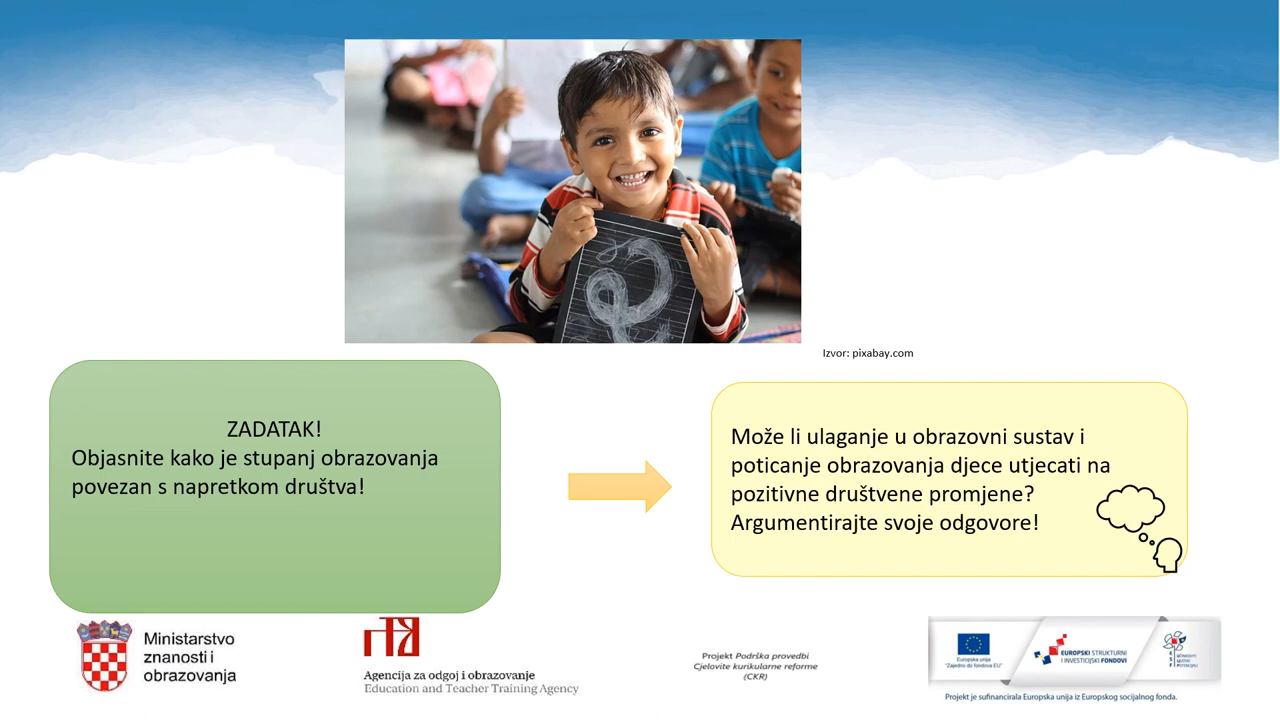 Izvor: pixabay.com
ZADATAK!
Objasnite kako je stupanj obrazovanja
povezan s napretkom društva!
Može li ulaganje u obrazovni sustav i
poticanje obrazovanja djece utjecati na
pozitivne društvene promjene?
Argumentirajte svoje odgovore!
Ministarstvo
znanosti i
obrazovanja
Agencija za odgoj i obrazovanje
Education and Teacher Training Agency
Projekt Podrška provedbi
Cjelovite kurikularne reforme
(CKR)
Europska unija
"Zajedno do fondova EU"
EUROPSKI STRUKTURNI
I INVESTICIJSKI FONDOVI
Projekt je sufinancirala Europska unija iz Europskog socijalnog fonda.